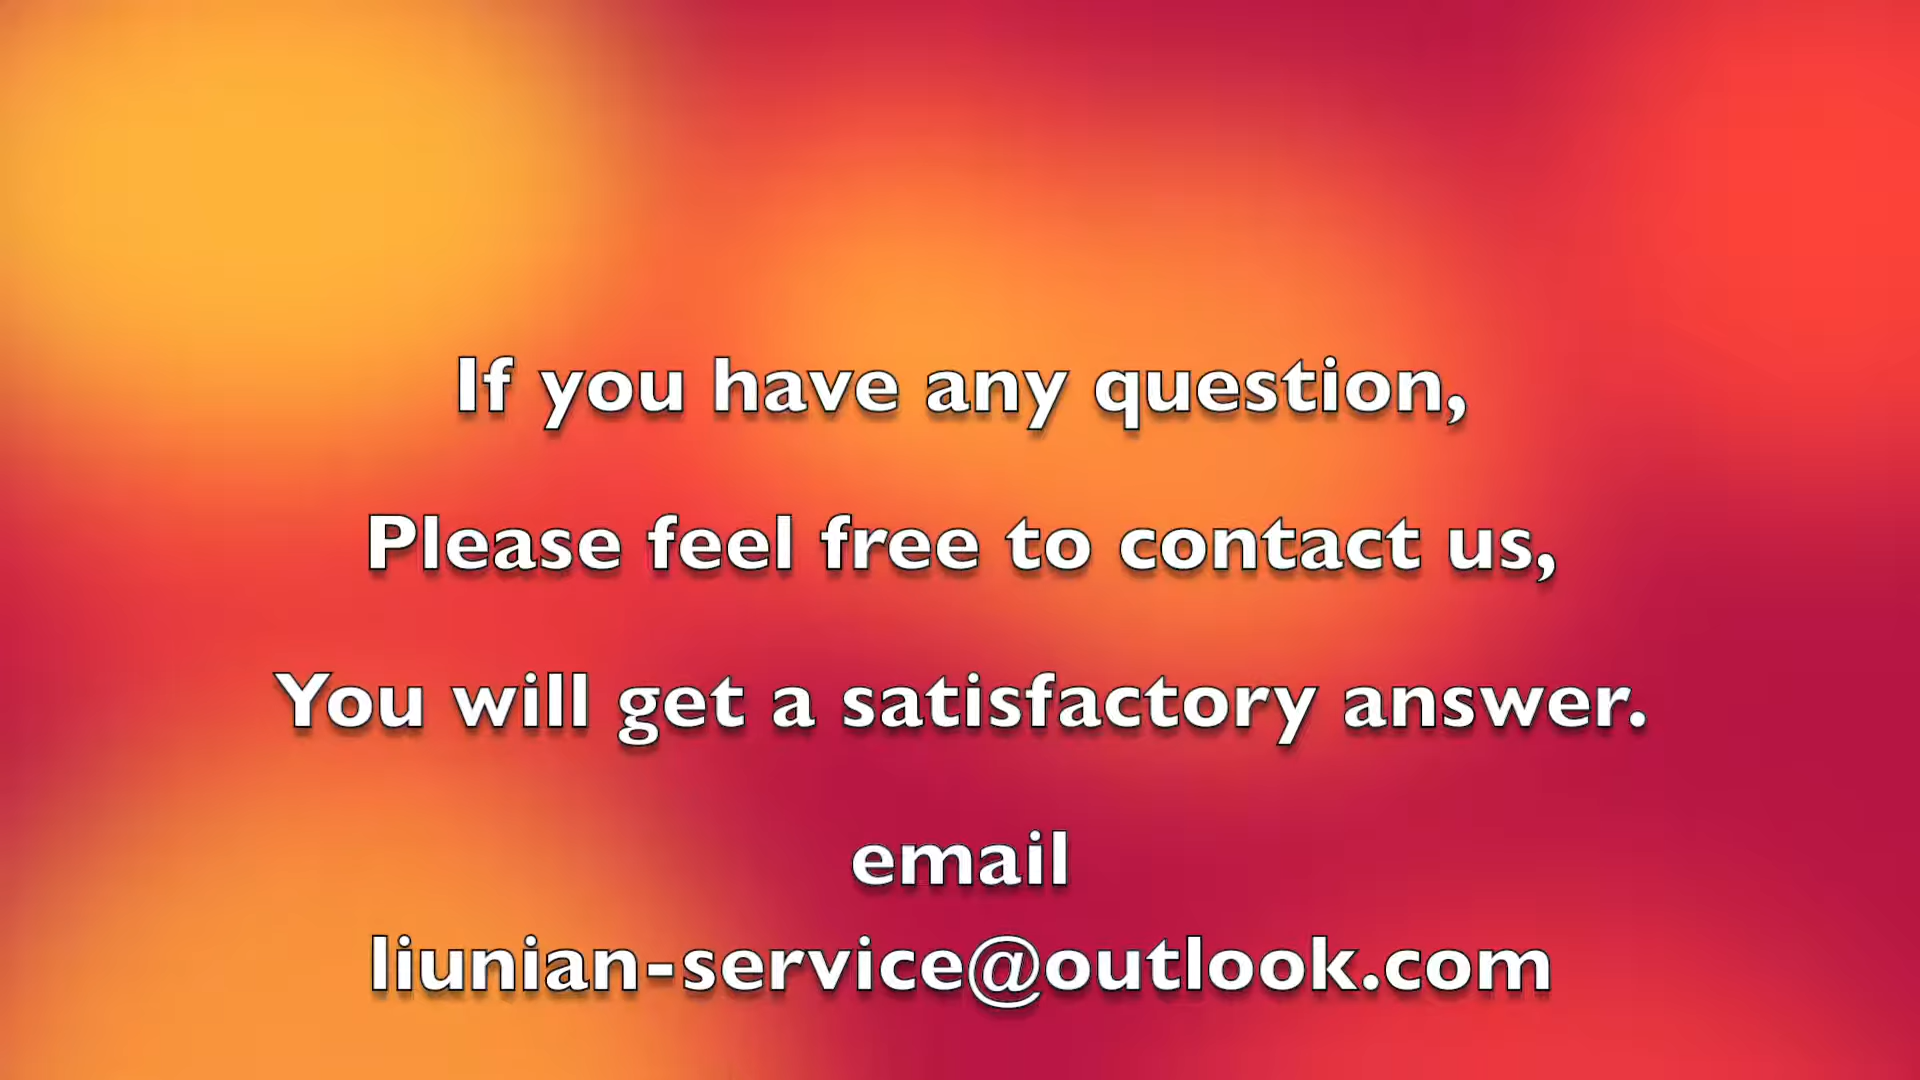 If you have any question,
Please feel free to contact us,
You will get a satisfactory answer.
email
liunian-service@outlook.com